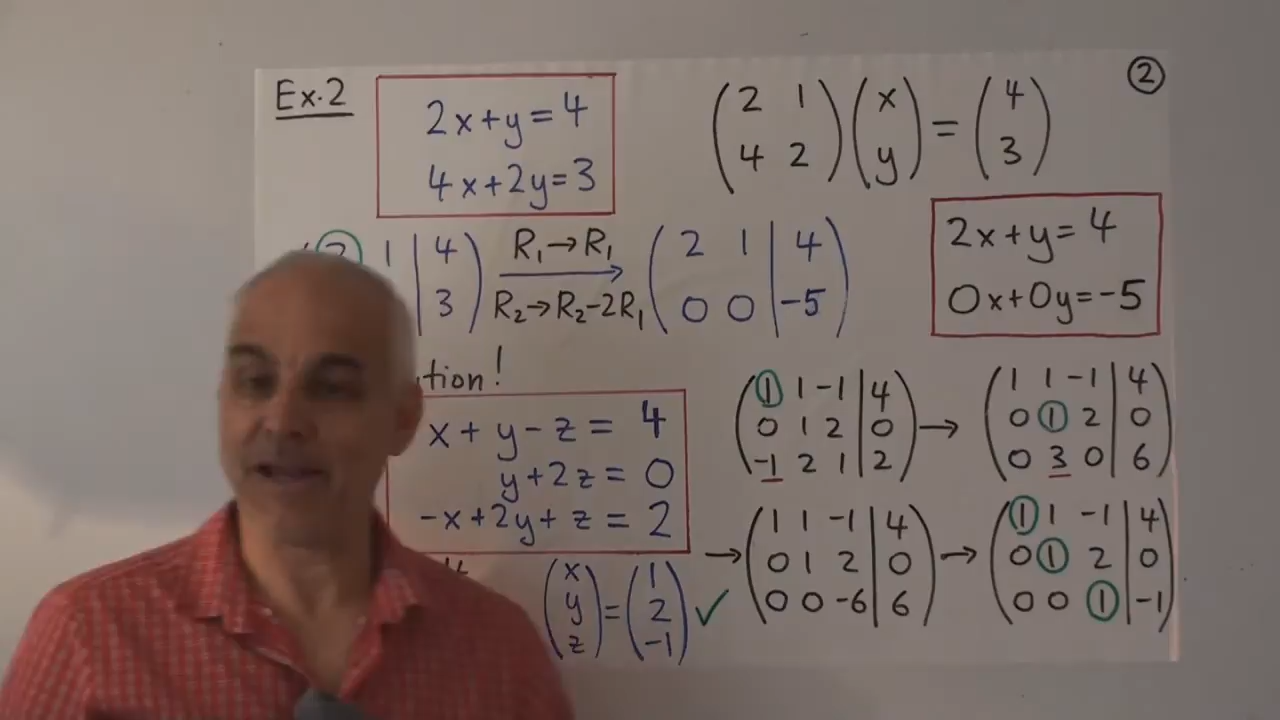 Ex.2
2x+y=4
4x+2y=3
(2 1
4 2)(x
y)=(4
3)
②
2 1 | 4
3
R₁→R₁
R₂→R₂-2R₁
(2 1 | 4
0 0 | -5)
2x+y=4
0x+0y=-5
!
x+y-z=4
y+2z=0
-x+2y+z=2
(1 1 -1 | 4
0 1 2 | 0
-1 2 1 | 2)
→
(1 1 -1 | 4
0 1 2 | 0
0 3 0 | 6)
→
(1 1 -1 | 4
0 1 2 | 0
0 0 -6 | 6)
→
(1 1 -1 | 4
0 1 2 | 0
0 0 1 | -1)
(x
y
z)=(1
2
-1) ✓